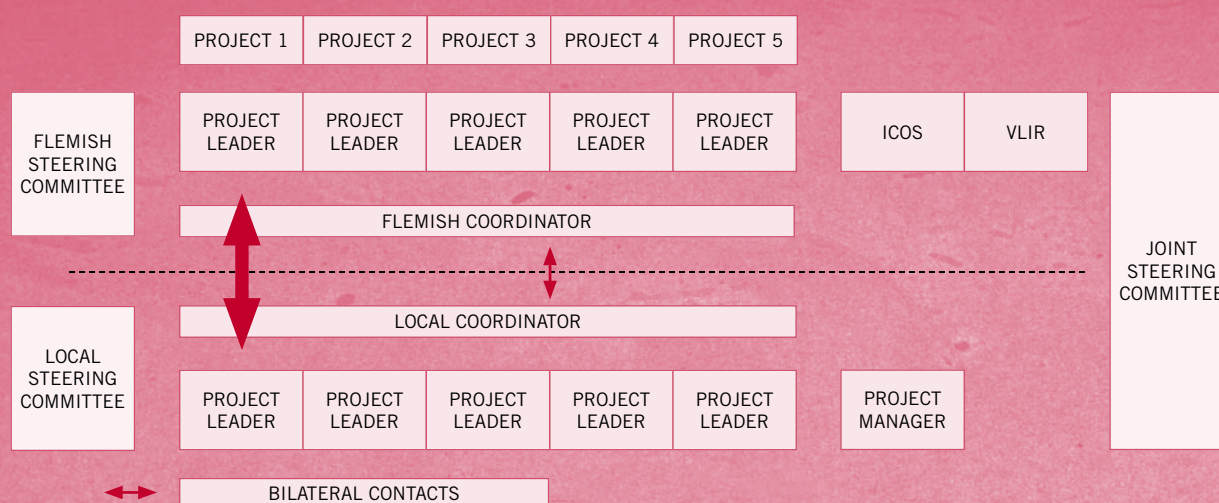 PROJECT 1
PROJECT 2
PROJECT 3
PROJECT 4
PROJECT 5
FLEMISH
STEERING
COMMITTEE
PROJECT
LEADER
PROJECT
LEADER
PROJECT
LEADER
PROJECT
LEADER
PROJECT
LEADER
ICOS
VLIR
FLEMISH COORDINATOR
JOINT
STEERING
COMMITTEE
LOCAL COORDINATOR
LOCAL
STEERING
COMMITTEE
PROJECT
LEADER
PROJECT
LEADER
PROJECT
LEADER
PROJECT
LEADER
PROJECT
LEADER
PROJECT
MANAGER
BILATERAL CONTACTS